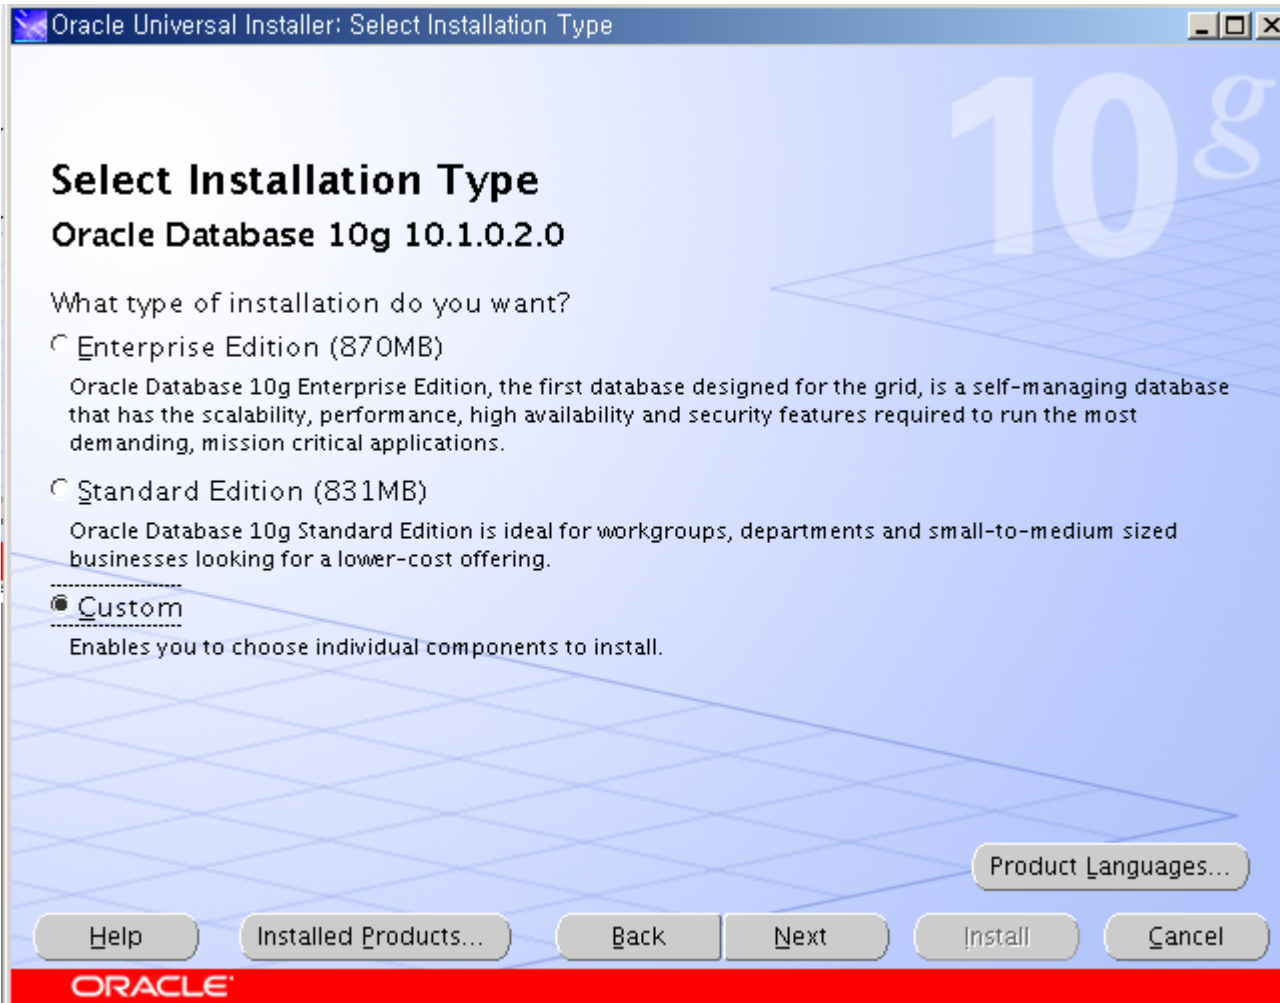 Oracle Universal Installer: Select Installation Type
10g
Select Installation Type
Oracle Database 10g 10.1.0.2.0
What type of installation do you want?
Enterprise Edition (870MB)
Oracle Database 10g Enterprise Edition, the first database designed for the grid, is a self-managing database
that has the scalability, performance, high availability and security features required to run the most
demanding, mission critical applications.
Standard Edition (831MB)
Oracle Database 10g Standard Edition is ideal for workgroups, departments and small-to-medium sized
businesses looking for a lower-cost offering.
Custom
Enables you to choose individual components to install.
Product Languages...
Help Installed Products... Back Next Install Cancel
ORACLE